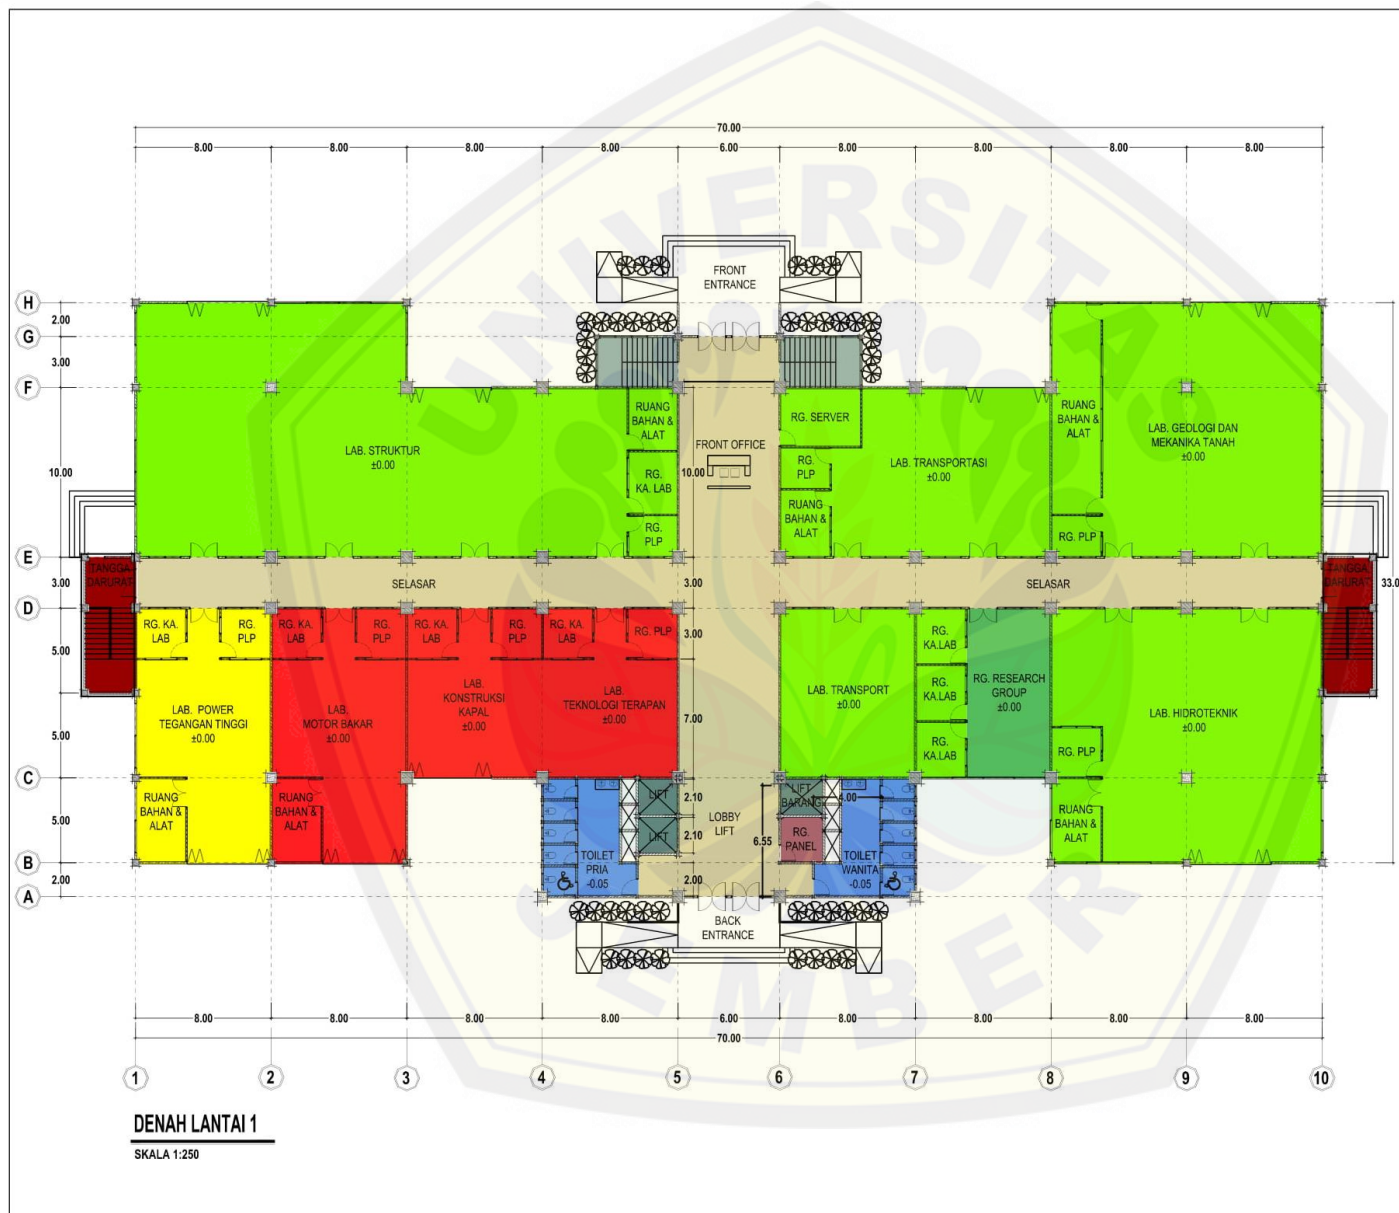 UNIVERSITAS
JEMBER
70.00
8.00 8.00 8.00 8.00 6.00 8.00 8.00 8.00 8.00
FRONT
ENTRANCE
H
2.00
G
3.00
F
10.00
E
3.00
D
5.00
5.00
C
5.00
B
2.00
A
LAB. STRUKTUR
±0.00
RUANG
BAHAN &
ALAT
RG.
KA. LAB
RG.
PLP
FRONT OFFICE
10.00
RG. SERVER
RG.
PLP
RUANG
BAHAN &
ALAT
LAB. TRANSPORTASI
±0.00
RUANG
BAHAN &
ALAT
RG. PLP
LAB. GEOLOGI DAN
MEKANIKA TANAH
±0.00
TANGGA
DARURAT
SELASAR
3.00
SELASAR
TANGGA
DARURAT
33.0
RG. KA.
LAB
RG.
PLP
RG. KA.
LAB
RG.
PLP
RG. KA.
LAB
RG.
PLP
RG. KA.
LAB
RG. PLP
3.00
LAB. POWER
TEGANGAN TINGGI
±0.00
LAB.
MOTOR BAKAR
±0.00
LAB.
KONSTRUKSI
KAPAL
±0.00
LAB.
TEKNOLOGI TERAPAN
±0.00
7.00
LAB. TRANSPORT
±0.00
RG.
KA.LAB
RG.
KA.LAB
RG.
KA.LAB
RG. RESEARCH
GROUP
±0.00
LAB. HIDROTEKNIK
±0.00
RG. PLP
RUANG
BAHAN &
ALAT
RUANG
BAHAN &
ALAT
RUANG
BAHAN &
ALAT
TOILET
PRIA
-0.05
LIFT
LIFT
2.10
2.10
2.00
LOBBY
LIFT
6.55
LIFT
BARANG
4.00
RG.
PANEL
TOILET
WANITA
-0.05
BACK
ENTRANCE
8.00 8.00 8.00 8.00 6.00 8.00 8.00 8.00 8.00
70.00
1 2 3 4 5 6 7 8 9 10
DENAH LANTAI 1
SKALA 1:250